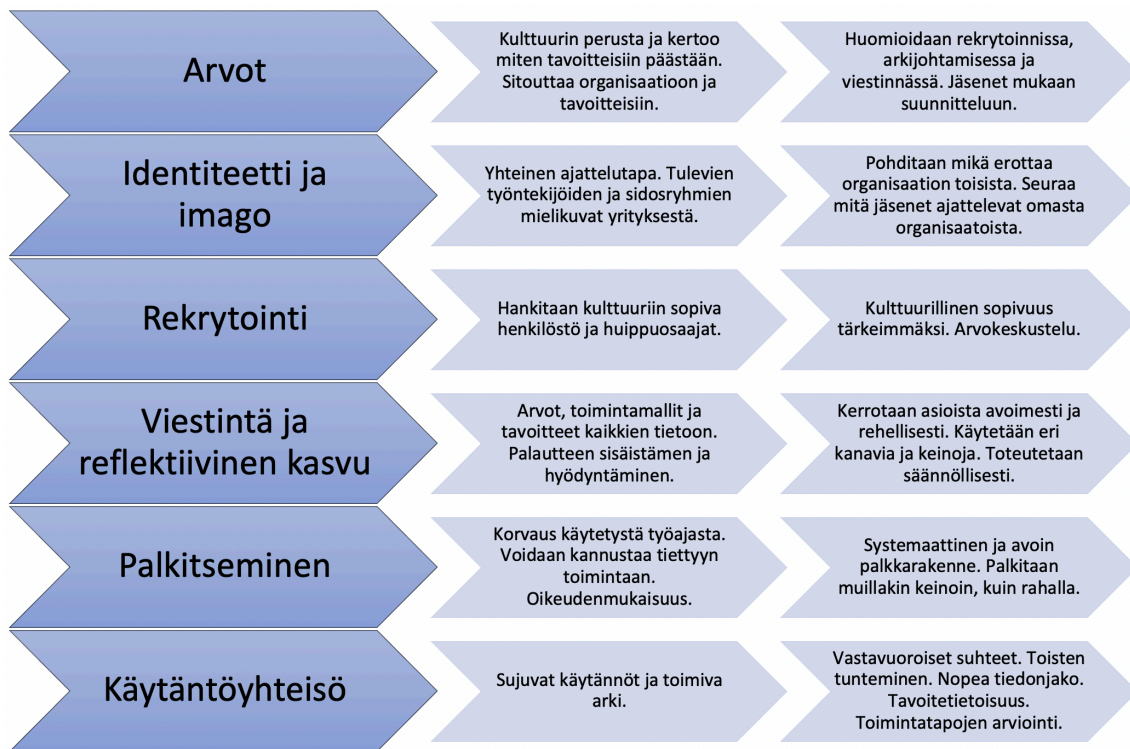 Arvot
Kulttuurin perusta ja kertoo
miten tavoitteisiin päästään.
Sitouttaa organisaatioon ja
tavoitteisiin.
Huomioidaan rekrytoinnissa,
arkijohtamisessa ja
viestinnässä. Jäsenet mukaan
suunnitteluun.
Identiteetti ja
imago
Yhteinen ajattelutapa. Tulevien
työntekijöiden ja sidosryhmien
mielikuvat yrityksestä.
Pohditaan mikä erottaa
organisaation toisista. Seuraa
mitä jäsenet ajattelevat omasta
organisaatoista.
Rekrytointi
Hankitaan kulttuuriin sopiva
henkilöstö ja huippuosaajat.
Kulttuurillinen sopivuus
tärkeimmäksi. Arvokeskustelu.
Viestintä ja
reflektiivinen kasvu
Arvot, toimintamallit ja
tavoitteet kaikkien tietoon.
Palautteen sisäistämen ja
hyödyntäminen.
Kerrotaan asioista avoimesti ja
rehellisesti. Käytetään eri
kanavia ja keinoja. Toteutetaan
säännöllisesti.
Palkitseminen
Korvaus käytetystä työajasta.
Voidaan kannustaa tiettyyn
toimintaan.
Oikeudenmukaisuus.
Systemaattinen ja avoin
palkkarakenne. Palkitaan
muillakin keinoin, kuin rahalla.
Käytäntöyhteisö
Sujuvat käytännöt ja toimiva
arki.
Vastavuoroiset suhteet. Toisten
tunteminen. Nopea tiedonjako.
Tavoitetietoisuus.
Toimintatapojen arviointi.